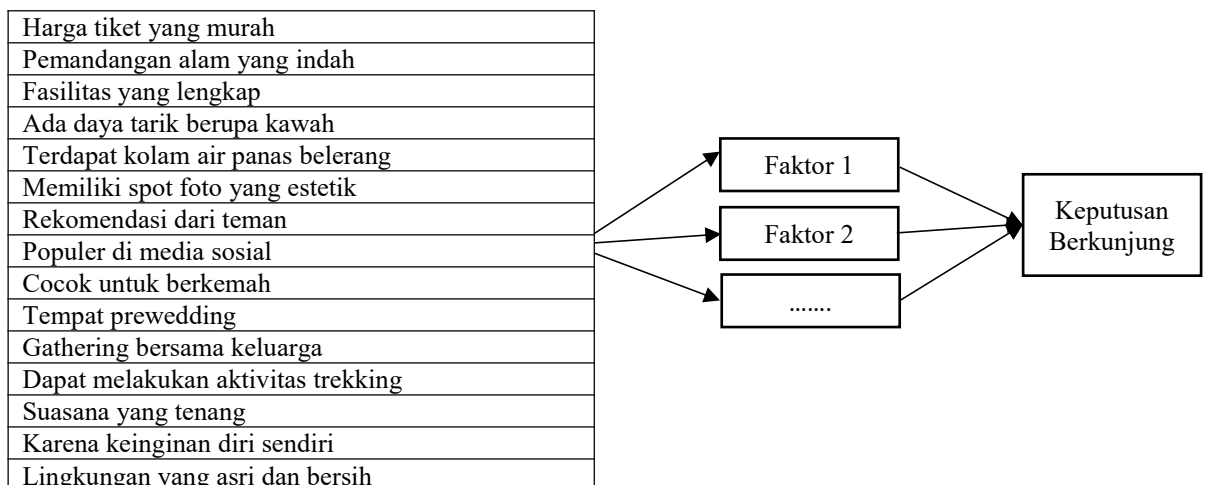 Harga tiket yang murah
Pemandangan alam yang indah
Fasilitas yang lengkap
Ada daya tarik berupa kawah
Terdapat kolam air panas belerang
Memiliki spot foto yang estetik
Rekomendasi dari teman
Populer di media sosial
Cocok untuk berkemah
Tempat prewedding
Gathering bersama keluarga
Dapat melakukan aktivitas trekking
Suasana yang tenang
Karena keinginan diri sendiri
Lingkungan yang asri dan bersih
Faktor 1
Faktor 2
.......
Keputusan
Berkunjung